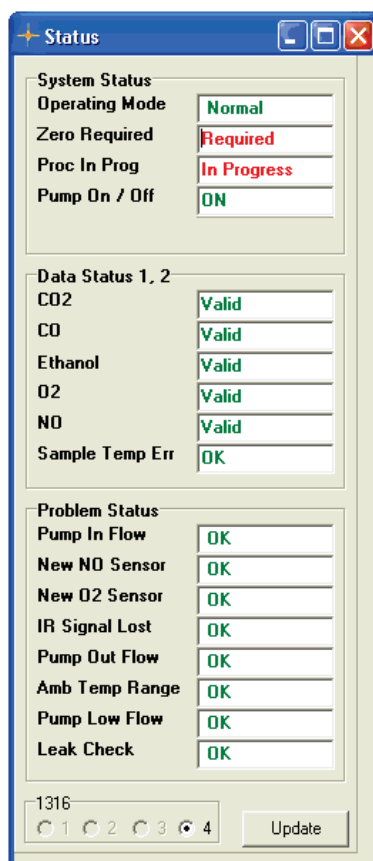 Status
System Status
Operating Mode Normal
Zero Required Required
Proc In Prog In Progress
Pump On / Off ON
Data Status 1, 2
CO2 Valid
CO Valid
Ethanol Valid
O2 Valid
NO Valid
Sample Temp Err OK
Problem Status
Pump In Flow OK
New NO Sensor OK
New O2 Sensor OK
IR Signal Lost OK
Pump Out Flow OK
Amb Temp Range OK
Pump Low Flow OK
Leak Check OK
1316
1 2 3 4 Update